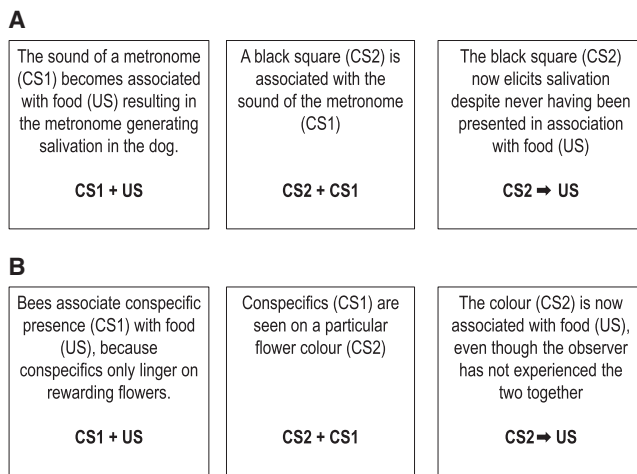 A
The sound of a metronome
(CS1) becomes associated
with food (US) resulting in
the metronome generating
salivation in the dog.
CS1 + US
A black square (CS2) is
associated with the
sound of the metronome
(CS1)
CS2 + CS1
The black square (CS2)
now elicits salivation
despite never having been
presented in association
with food (US)
CS2 ➡ US
B
Bees associate conspecific
presence (CS1) with food
(US), because
conspecifics only linger on
rewarding flowers.
CS1 + US
Conspecifics (CS1) are
seen on a particular
flower colour (CS2)
CS2 + CS1
The colour (CS2) is now
associated with food (US),
even though the observer
has not experienced the
two together
CS2 ➡ US